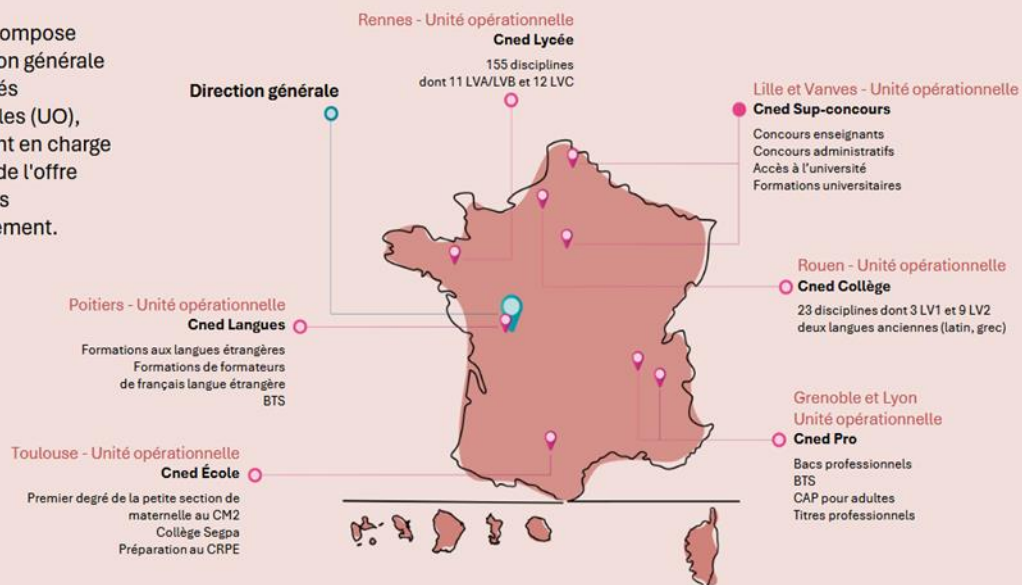 ompose
on générale
és
les (UO),
nt en charge
de l'offre
s
ement.
Direction générale
Rennes - Unité opérationnelle
Cned Lycée
155 disciplines
dont 11 LVA/LVB et 12 LVC
Lille et Vanves - Unité opérationnelle
Cned Sup-concours
Concours enseignants
Concours administratifs
Accès à l'université
Formations universitaires
Rouen - Unité opérationnelle
Cned Collège
23 disciplines dont 3 LV1 et 9 LV2
deux langues anciennes (latin, grec)
Poitiers - Unité opérationnelle
Cned Langues
Formations aux langues étrangères
Formations de formateurs
de français langue étrangère
BTS
Grenoble et Lyon
Unité opérationnelle
Cned Pro
Bacs professionnels
BTS
CAP pour adultes
Titres professionnels
Toulouse - Unité opérationnelle
Cned École
Premier degré de la petite section de
maternelle au CM2
Collège Segpa
Préparation au CRPE